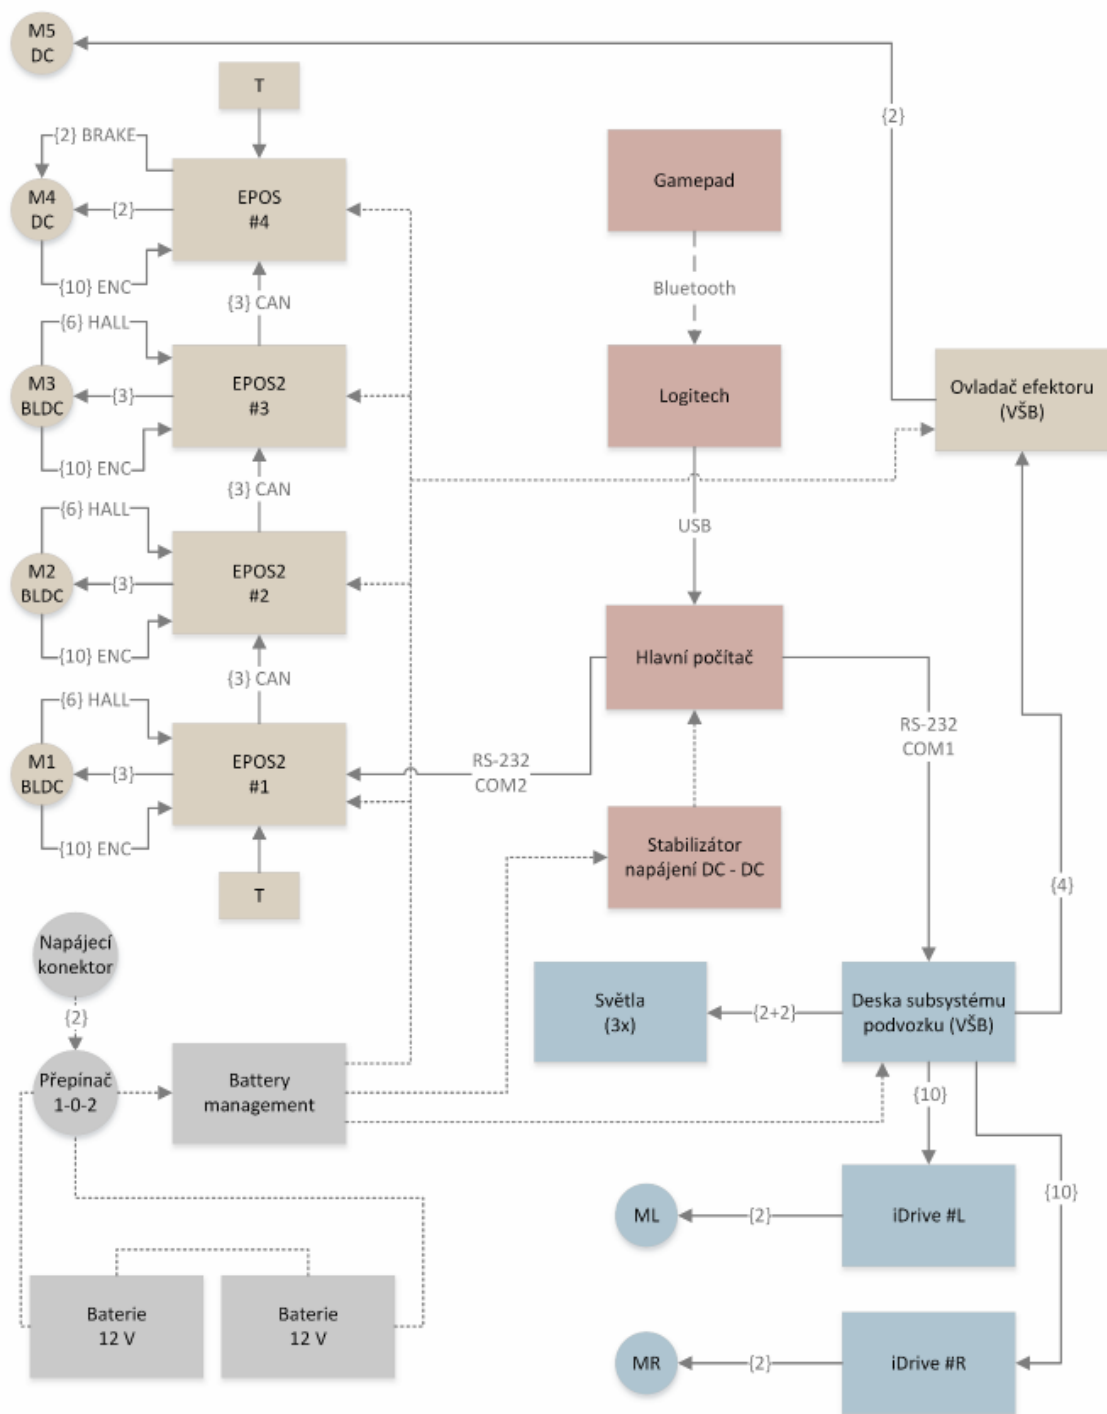 M5
DC
T
{2}
{2} BRAKE
Gamepad
EPOS
#4
M4
DC
{2}
{10} ENC
Bluetooth
{3} CAN
{6} HALL
M3
BLDC
{3}
EPOS2
#3
Logitech
Ovladač efektoru
(VŠB)
{10} ENC
{3} CAN
{6} HALL
USB
M2
BLDC
{3}
EPOS2
#2
{10} ENC
Hlavní počítač
{3} CAN
{6} HALL
RS-232
COM1
M1
BLDC
{3}
EPOS2
#1
RS-232
COM2
{10} ENC
Stabilizátor
napájení DC - DC
{4}
T
Napájecí
konektor
{2}
Světla
(3x)
{2+2}
Deska subsystému
podvozku (VŠB)
Přepínač
1-0-2
Battery
management
{10}
{10}
ML
{2}
iDrive #L
Baterie
12 V
Baterie
12 V
MR
{2}
iDrive #R